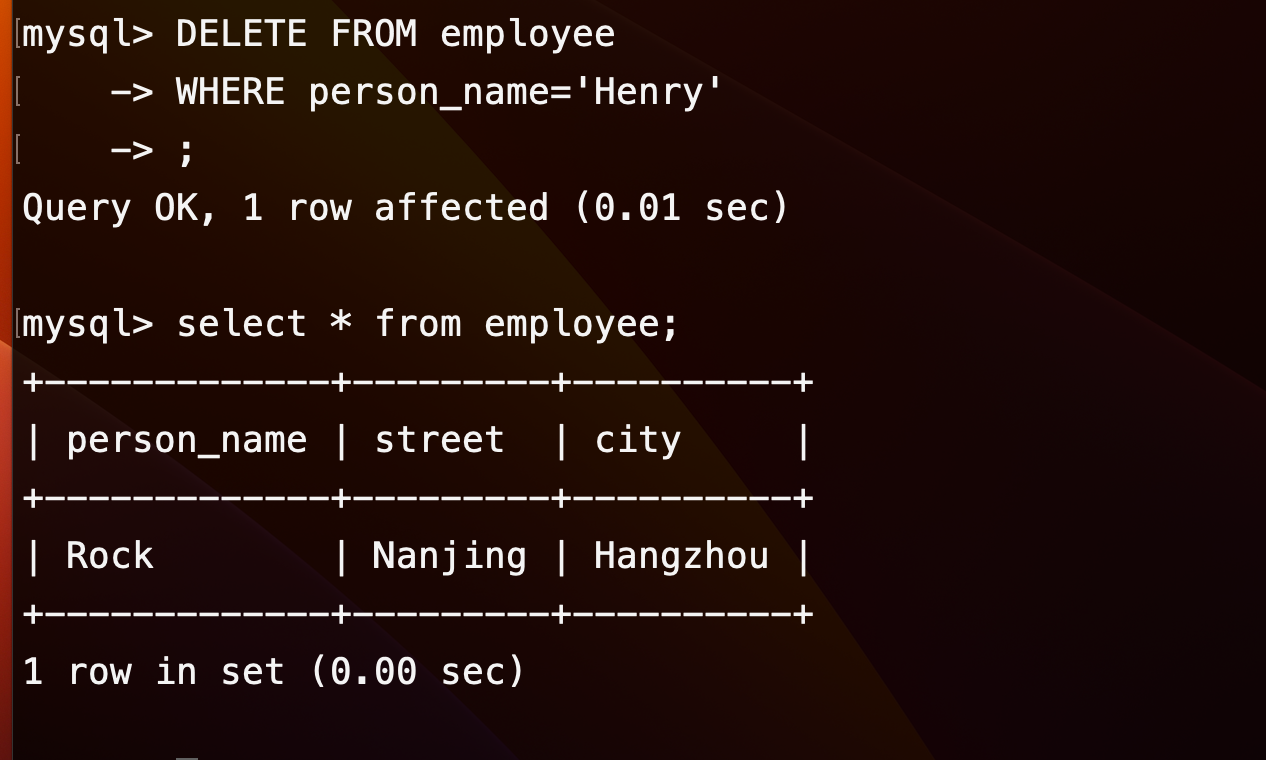 mysql> DELETE FROM employee
    -> WHERE person_name='Henry'
    -> ;
Query OK, 1 row affected (0.01 sec)

mysql> select * from employee;
+-------------+---------+----------+
| person_name | street  | city     |
+-------------+---------+----------+
| Rock        | Nanjing | Hangzhou |
+-------------+---------+----------+
1 row in set (0.00 sec)